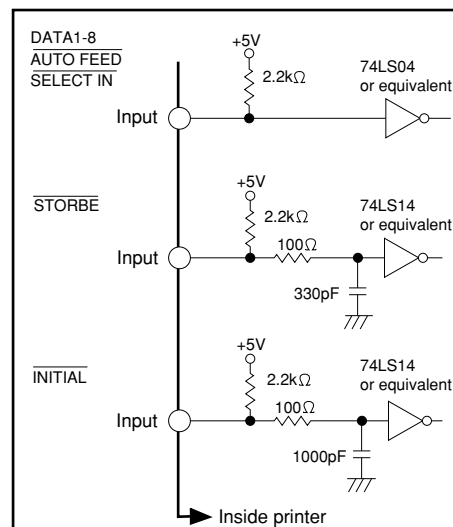 DATA1-8
AUTO FEED
SELECT IN
+5V
2.2kΩ
74LS04
or equivalent
Input
STORBE
+5V
2.2kΩ
100Ω
74LS14
or equivalent
Input
330pF
INITIAL
+5V
2.2kΩ
100Ω
74LS14
or equivalent
Input
1000pF
Inside printer